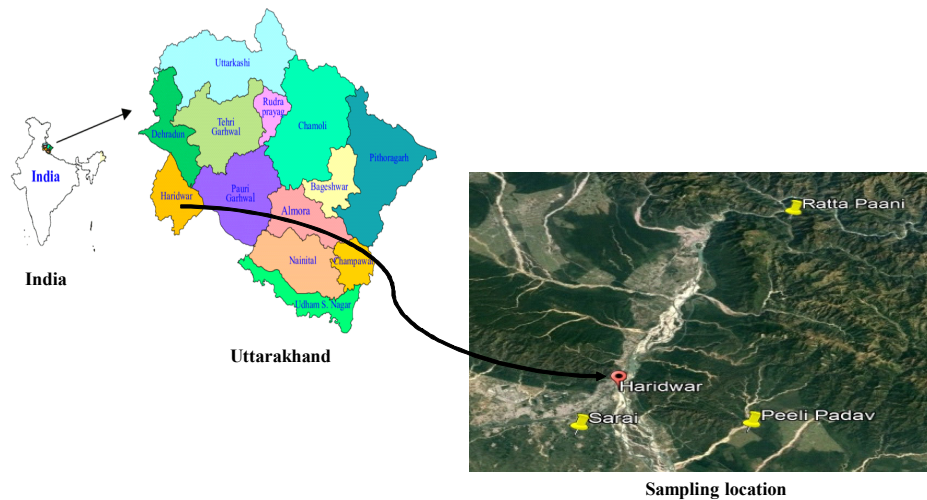 Uttarkashi
Rudra
prayag
Tehri
Garhwal
Chamoli
Dehradun
Pithoragarh
India
Haridwar
Pauri
Garhwal
Bageshwar
Almora
Nainital
Champawat
Udham S. Nagar
India
Uttarakhand
Ratta Paani
Haridwar
Sarai
Peeli Padav
Sampling location